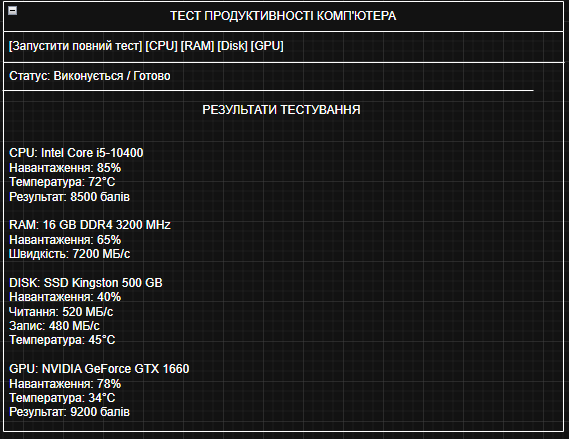 ТЕСТ ПРОДУКТИВНОСТІ КОМП'ЮТЕРА
[Запустити повний тест] [CPU] [RAM] [Disk] [GPU]
Статус: Виконується / Готово
РЕЗУЛЬТАТИ ТЕСТУВАННЯ
CPU: Intel Core i5-10400
Навантаження: 85%
Температура: 72°C
Результат: 8500 балів
RAM: 16 GB DDR4 3200 MHz
Навантаження: 65%
Швидкість: 7200 МБ/с
DISK: SSD Kingston 500 GB
Навантаження: 40%
Читання: 520 МБ/с
Запис: 480 МБ/с
Температура: 45°C
GPU: NVIDIA GeForce GTX 1660
Навантаження: 78%
Температура: 34°C
Результат: 9200 балів